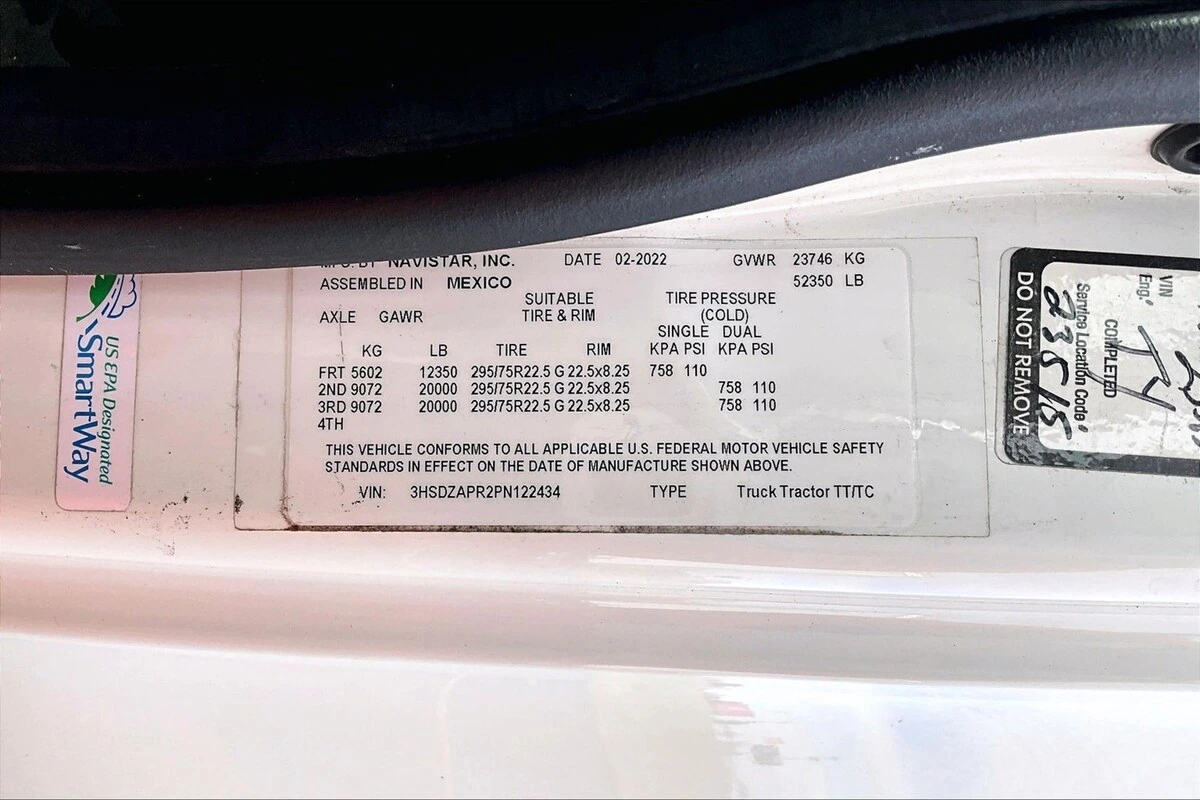 MFG. BY NAVISTAR, INC. DATE 02-2022 GVWR 23746 KG
ASSEMBLED IN MEXICO 52350 LB
SUITABLE TIRE PRESSURE
AXLE GAWR TIRE & RIM (COLD)
SINGLE DUAL
KG LB TIRE RIM KPA PSI KPA PSI
FRT 5602 12350 295/75R22.5 G 22.5x8.25 758 110
2ND 9072 20000 295/75R22.5 G 22.5x8.25 758 110
3RD 9072 20000 295/75R22.5 G 22.5x8.25 758 110
4TH
THIS VEHICLE CONFORMS TO ALL APPLICABLE U.S. FEDERAL MOTOR VEHICLE SAFETY
STANDARDS IN EFFECT ON THE DATE OF MANUFACTURE SHOWN ABOVE.
VIN: 3HSDZAPR2PN122434 TYPE Truck Tractor TT/TC
US EPA Designated
SmartWay
VIN
Eng.
COMPLETED
Service Location Code
23515
DO NOT REMOVE